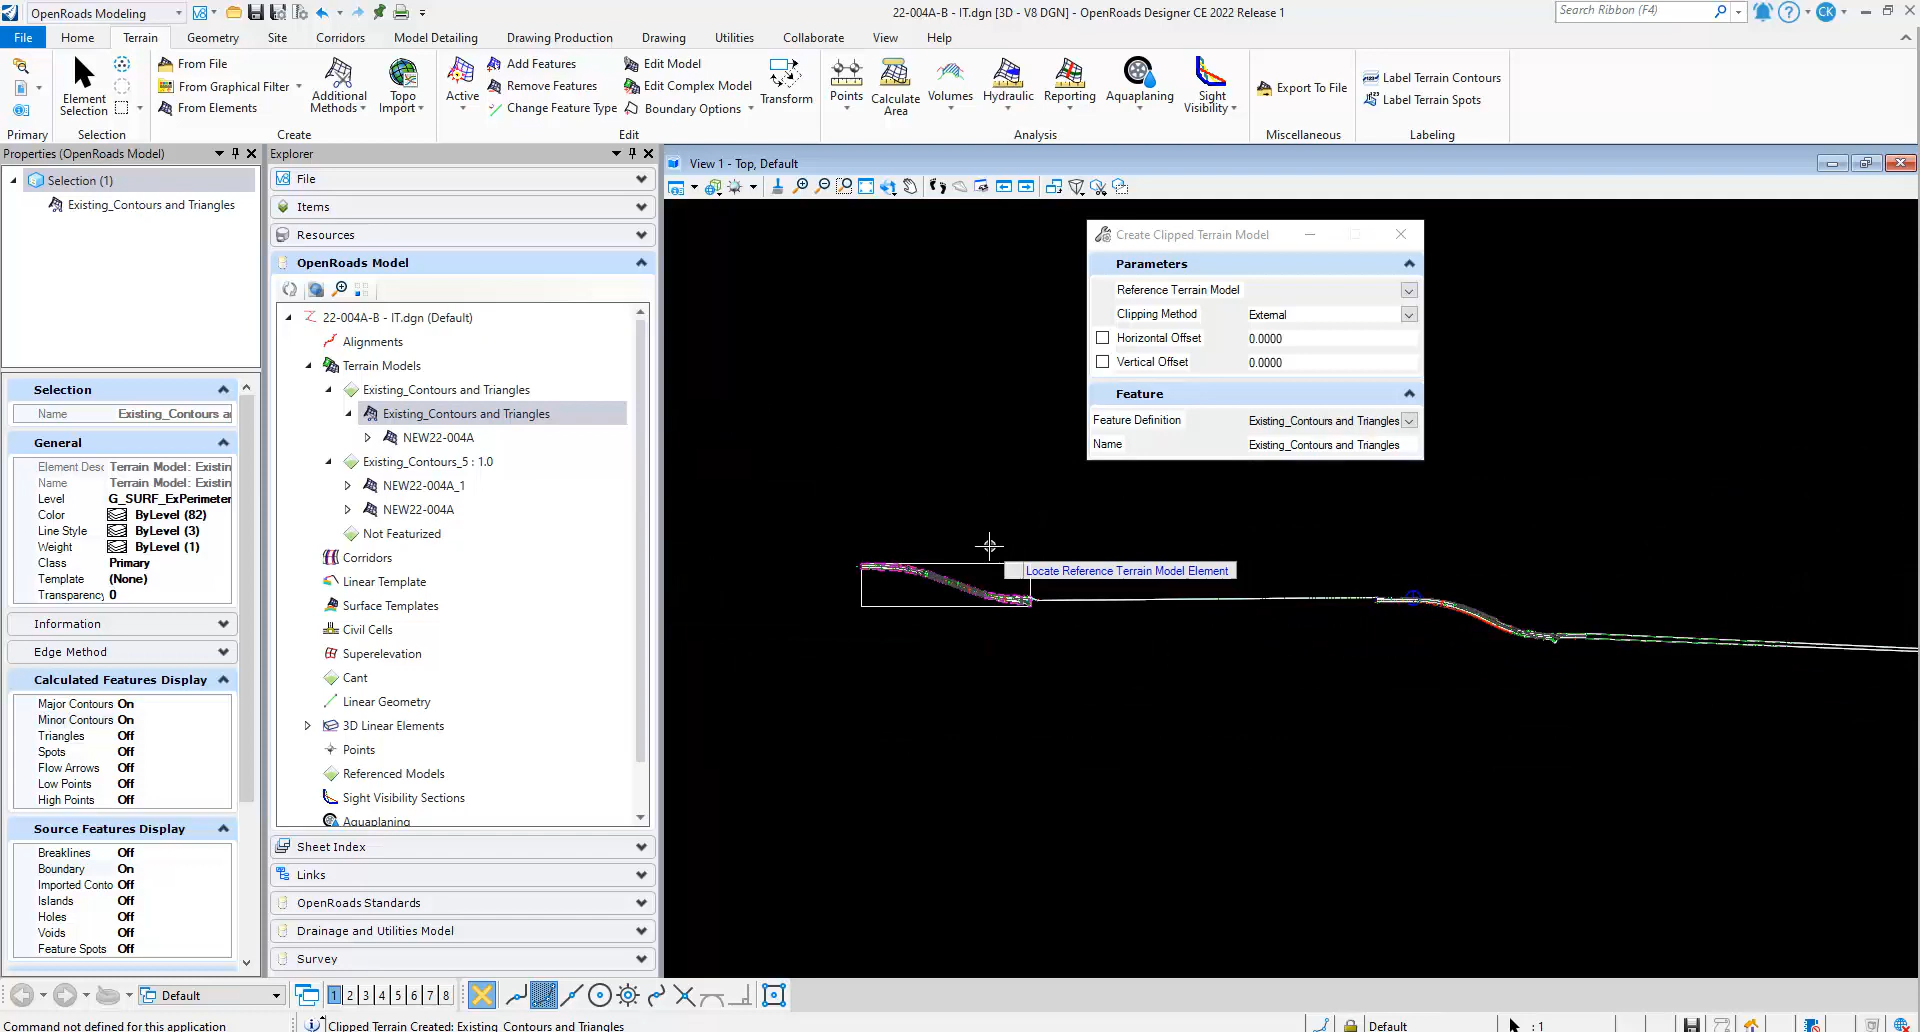 OpenRoads Modeling
22-004A-B - IT.dgn [3D - V8 DGN] - OpenRoads Designer CE 2022 Release 1
Search Ribbon (F4)
CK
File
Home
Terrain
Geometry
Site
Corridors
Model Detailing
Drawing Production
Drawing
Utilities
Collaborate
View
Help
Element
Selection
From File
From Graphical Filter
From Elements
Additional
Methods
Topo
Import
Active
Add Features
Remove Features
Change Feature Type
Edit Model
Edit Complex Model
Boundary Options
Transform
Points
Calculate
Area
Volumes
Hydraulic
Reporting
Aquaplaning
Sight
Visibility
Export To File
Label Terrain Contours
Label Terrain Spots
Primary
Selection
Create
Edit
Analysis
Miscellaneous
Labeling
Properties (OpenRoads Model)
Selection (1)
Existing_Contours and Triangles
Selection
Name Existing_Contours a
General
Element Desc Terrain Model: Existin
Name Terrain Model: Existin
Level G_SURF_ExPerimeter
Color ByLevel (82)
Line Style ByLevel (3)
Weight ByLevel (1)
Class Primary
Template (None)
Transparency 0
Information
Edge Method
Calculated Features Display
Major Contours On
Minor Contours On
Triangles Off
Spots Off
Flow Arrows Off
Low Points Off
High Points Off
Source Features Display
Breaklines Off
Boundary On
Imported Conto Off
Islands Off
Holes Off
Voids Off
Feature Spots Off
Explorer
File
Items
Resources
OpenRoads Model
22-004A-B - IT.dgn (Default)
Alignments
Terrain Models
Existing_Contours and Triangles
Existing_Contours and Triangles
NEW22-004A
Existing_Contours_5 : 1.0
NEW22-004A_1
NEW22-004A
Not Featurized
Corridors
Linear Template
Surface Templates
Civil Cells
Superelevation
Cant
Linear Geometry
3D Linear Elements
Points
Referenced Models
Sight Visibility Sections
Aquaplaning
Sheet Index
Links
OpenRoads Standards
Drainage and Utilities Model
Survey
View 1 - Top, Default
Create Clipped Terrain Model
Parameters
Reference Terrain Model
Clipping Method External
Horizontal Offset 0.0000
Vertical Offset 0.0000
Feature
Feature Definition Existing_Contours and Triangles
Name Existing_Contours and Triangles
Locate Reference Terrain Model Element
Default
1 2 3 4 5 6 7 8
Command not defined for this application
Clipped Terrain Created: Existing_Contours and Triangles
Default
: 1